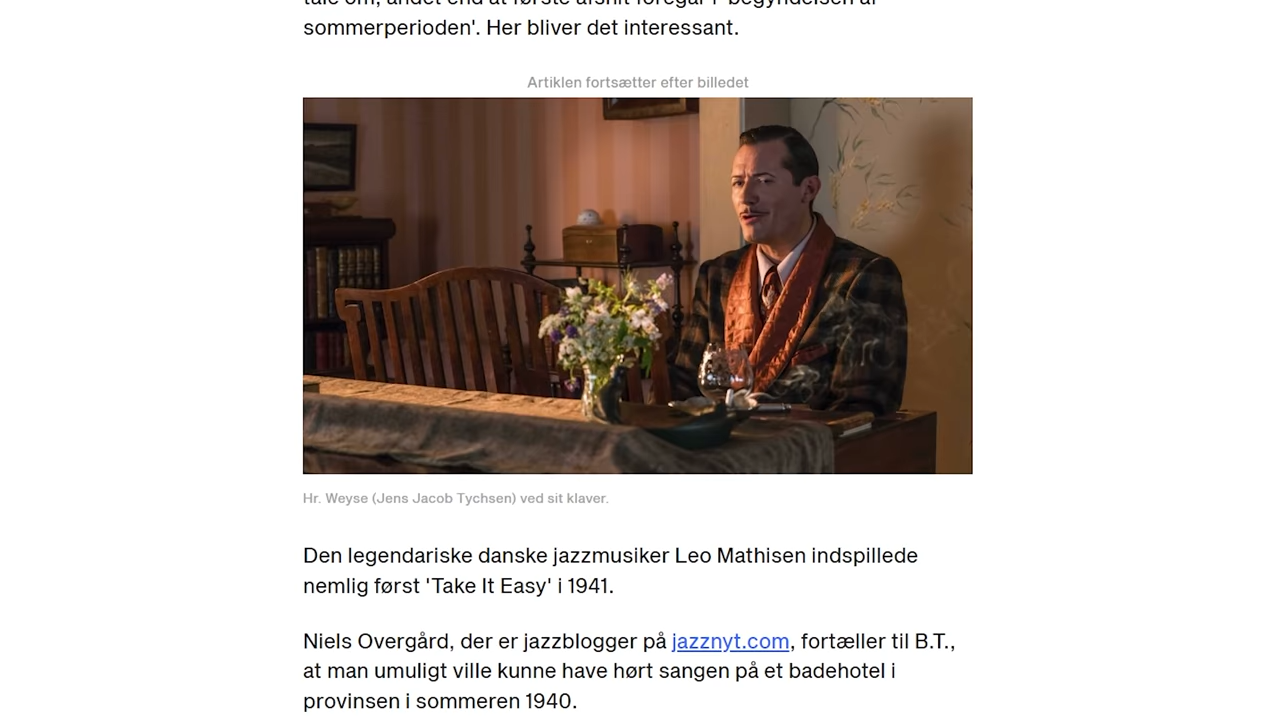 sommerperioden'. Her bliver det interessant.
Artiklen fortsætter efter billedet
Hr. Weyse (Jens Jacob Tychsen) ved sit klaver.
Den legendariske danske jazzmusiker Leo Mathisen indspillede
nemlig først 'Take It Easy' i 1941.
Niels Overgård, der er jazzblogger på jazznyt.com, fortæller til B.T.,
at man umuligt ville kunne have hørt sangen på et badehotel i
provinsen i sommeren 1940.